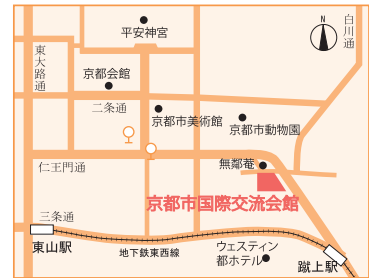 N
白川通
平安神宮
東大路通
京都会館
二条通
京都市美術館
京都市動物園
仁王門通
無鄰菴
京都市国際交流会館
三条通
東山駅
地下鉄東西線
ウェスティン
都ホテル
蹴上駅